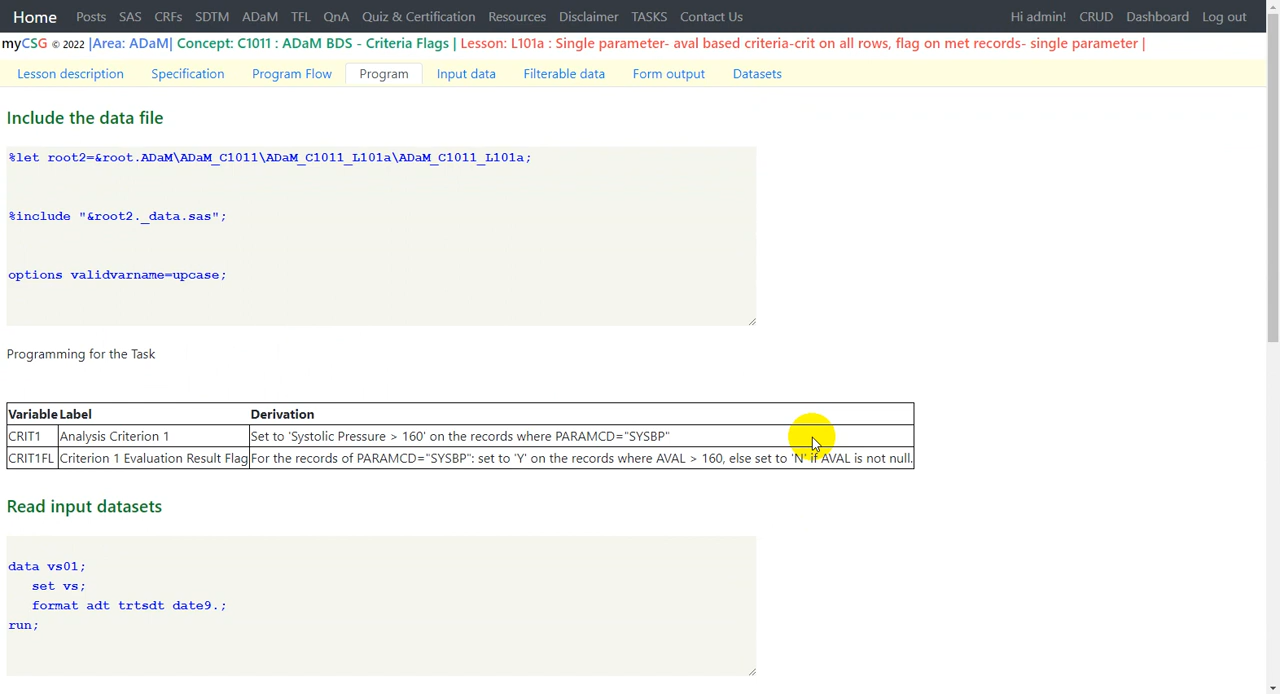 Home Posts SAS CRFs SDTM ADaM TFL QnA Quiz & Certification Resources Disclaimer TASKS Contact Us Hi admin! CRUD Dashboard Log out
myCSG © 2022 |Area: ADaM| Concept: C1011 : ADaM BDS - Criteria Flags | Lesson: L101a : Single parameter- aval based criteria-crit on all rows, flag on met records- single parameter |
Lesson description Specification Program Flow Program Input data Filterable data Form output Datasets
Include the data file
%let root2=&root.ADaM\ADaM_C1011\ADaM_C1011_L101a\ADaM_C1011_L101a;
%include "&root2._data.sas";
options validvarname=upcase;
Programming for the Task
Variable Label Derivation
CRIT1 Analysis Criterion 1 Set to 'Systolic Pressure > 160' on the records where PARAMCD="SYSBP"
CRIT1FL Criterion 1 Evaluation Result Flag For the records of PARAMCD="SYSBP": set to 'Y' on the records where AVAL > 160, else set to 'N' if AVAL is not null.
Read input datasets
data vs01;
set vs;
format adt trtsdt date9.;
run;